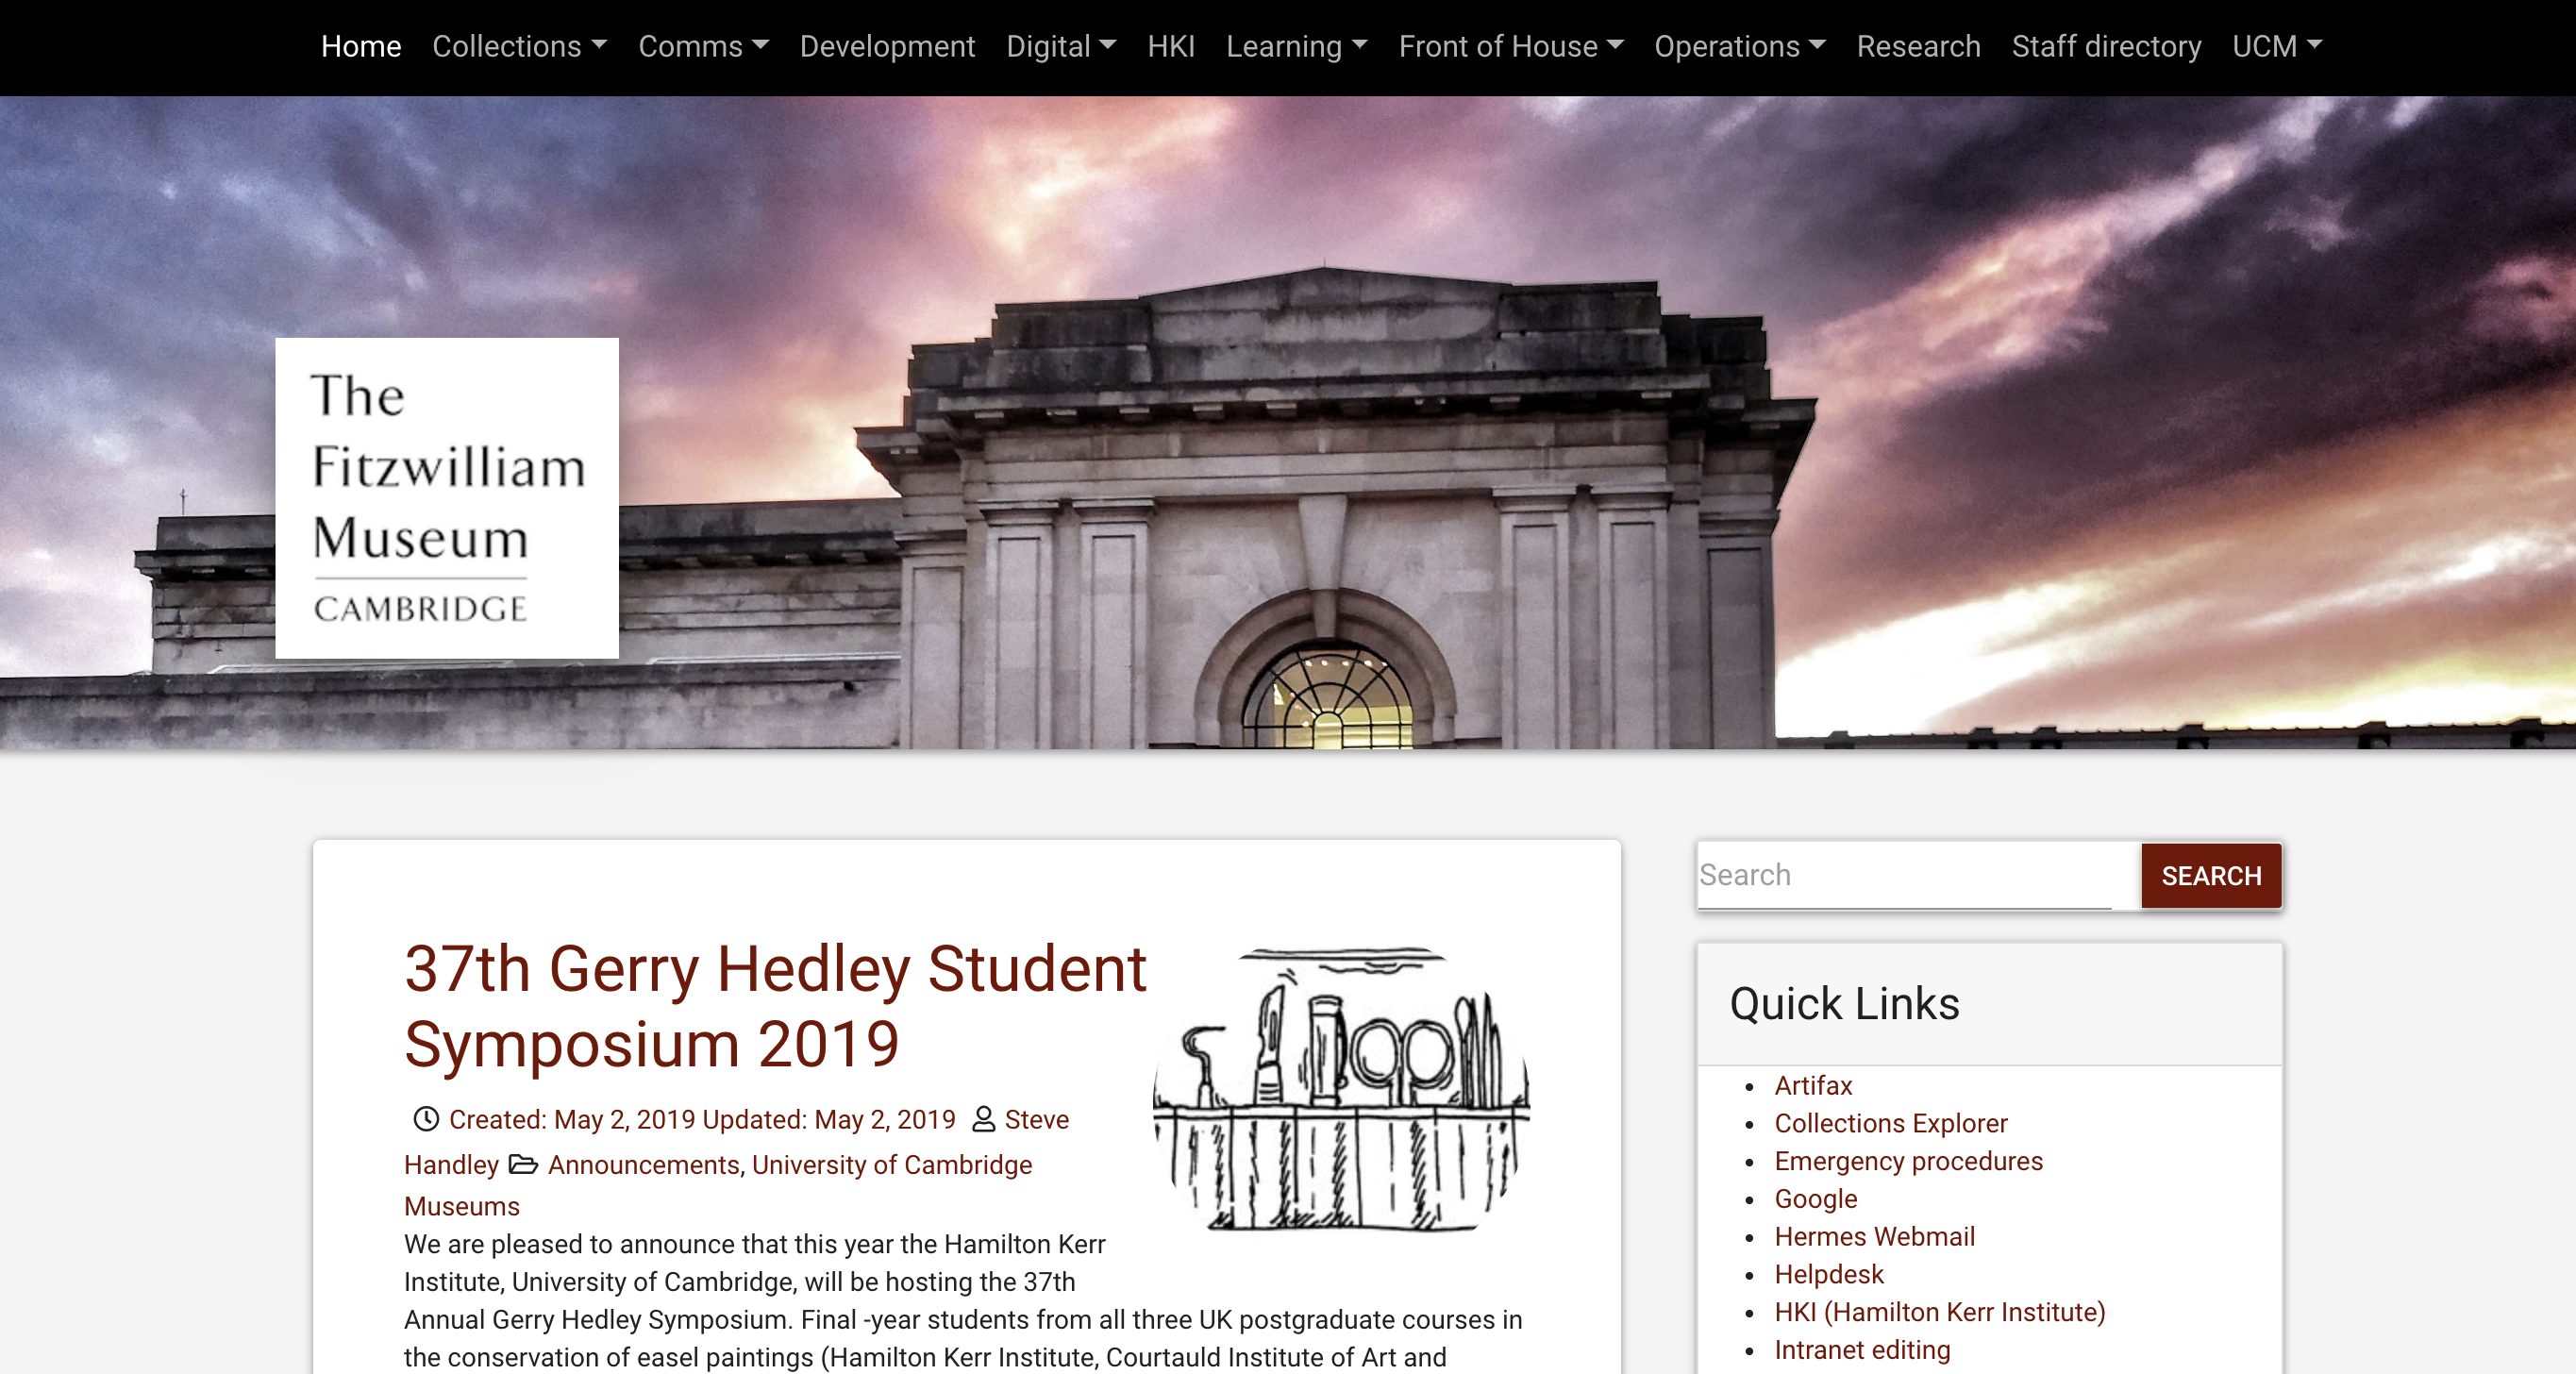 Home Collections Comms Development Digital HKI Learning Front of House Operations Research Staff directory UCM
The
Fitzwilliam
Museum
CAMBRIDGE
37th Gerry Hedley Student
Symposium 2019
Created: May 2, 2019 Updated: May 2, 2019 Steve
Handley Announcements, University of Cambridge
Museums
We are pleased to announce that this year the Hamilton Kerr
Institute, University of Cambridge, will be hosting the 37th
Annual Gerry Hedley Symposium. Final -year students from all three UK postgraduate courses in
the conservation of easel paintings (Hamilton Kerr Institute, Courtauld Institute of Art and
Search SEARCH
Quick Links
Artifax
Collections Explorer
Emergency procedures
Google
Hermes Webmail
Helpdesk
HKI (Hamilton Kerr Institute)
Intranet editing